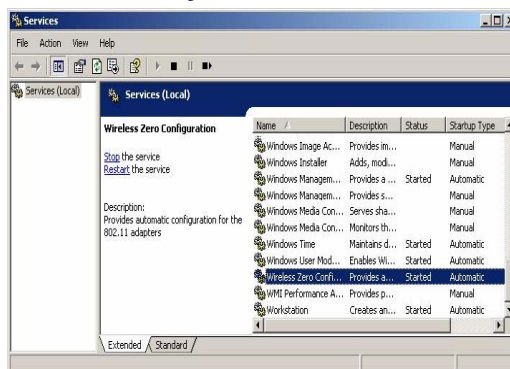 Services
File Action View Help
Services (Local)
Services (Local)
Wireless Zero Configuration
Stop the service
Restart the service
Description:
Provides automatic configuration for the
802.11 adapters
Name Description Status Startup Type
Windows Image Ac... Provides im... Manual
Windows Installer Adds, modi... Manual
Windows Managem... Provides a ... Started Automatic
Windows Managem... Provides s... Manual
Windows Media Con... Serves sha... Manual
Windows Media Con... Monitors th... Manual
Windows Time Maintains d... Started Automatic
Windows User Mod... Enables Wi... Started Automatic
Wireless Zero Confi... Provides a... Started Automatic
WMI Performance A... Provides p... Manual
Workstation Creates an... Started Automatic
Extended Standard